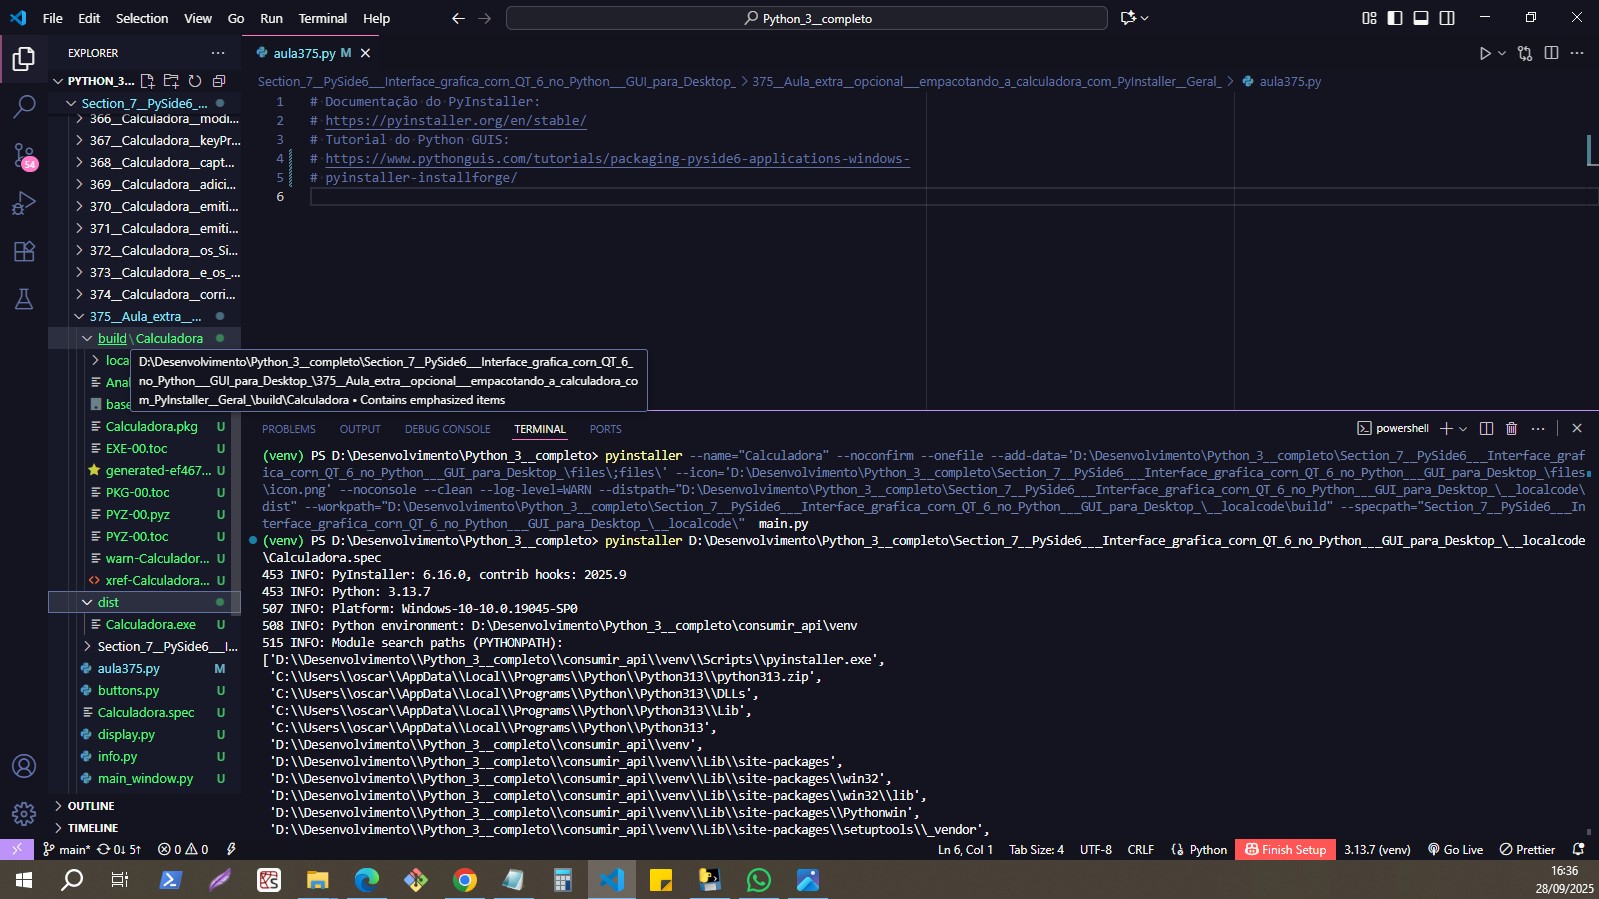 File Edit Selection View Go Run Terminal Help
Python_3__completo
EXPLORER
aula375.py M
PYTHON_3...
Section_7__PySide6___Interface_grafica_corn_QT_6_no_Python___GUI_para_Desktop_ > 375__Aula_extra__opcional___empacotando_a_calculadora_com_PyInstaller__Geral_ > aula375.py
Section_7__PySide6_...
366__Calculadora__modi...
367__Calculadora__keyPr...
368__Calculadora__capt...
369__Calculadora__adici...
370__Calculadora__emiti...
371__Calculadora__emiti...
372__Calculadora__os_Si...
373__Calculadora__e_os_...
374__Calculadora__corri...
375__Aula_extra__...
build\Calculadora
loca
Ana
base
Calculadora.pkg U
EXE-00.toc U
generated-ef467... U
PKG-00.toc U
PYZ-00.pyz U
PYZ-00.toc U
warn-Calculador... U
xref-Calculadora... U
dist
Calculadora.exe U
Section_7__PySide6___I...
aula375.py M
buttons.py U
Calculadora.spec U
display.py U
info.py U
main_window.py U
OUTLINE
TIMELINE
54
1 # Documentação do PyInstaller:
2 # https://pyinstaller.org/en/stable/
3 # Tutorial do Python GUIS:
4 # https://www.pythonguis.com/tutorials/packaging-pyside6-applications-windows-
5 # pyinstaller-installforge/
6
D:\Desenvolvimento\Python_3__completo\Section_7__PySide6___Interface_grafica_corn_QT_6_
no_Python___GUI_para_Desktop_\375__Aula_extra__opcional___empacotando_a_calculadora_co
m_PyInstaller__Geral_\build\Calculadora • Contains emphasized items
PROBLEMS OUTPUT DEBUG CONSOLE TERMINAL PORTS
powershell
(venv) PS D:\Desenvolvimento\Python_3__completo> pyinstaller --name="Calculadora" --noconfirm --onefile --add-data='D:\Desenvolvimento\Python_3__completo\Section_7__PySide6___Interface_graf
ica_corn_QT_6_no_Python___GUI_para_Desktop_\files\;files\' --icon='D:\Desenvolvimento\Python_3__completo\Section_7__PySide6___Interface_grafica_corn_QT_6_no_Python___GUI_para_Desktop_\files
\icon.png' --noconsole --clean --log-level=WARN --distpath="D:\Desenvolvimento\Python_3__completo\Section_7__PySide6___Interface_grafica_corn_QT_6_no_Python___GUI_para_Desktop_\__localcode\
dist" --workpath="D:\Desenvolvimento\Python_3__completo\Section_7__PySide6___Interface_grafica_corn_QT_6_no_Python___GUI_para_Desktop_\__localcode\build" --specpath="Section_7__PySide6___In
terface_grafica_corn_QT_6_no_Python___GUI_para_Desktop_\__localcode\" main.py
(venv) PS D:\Desenvolvimento\Python_3__completo> pyinstaller D:\Desenvolvimento\Python_3__completo\Section_7__PySide6___Interface_grafica_corn_QT_6_no_Python___GUI_para_Desktop_\__localcode
\Calculadora.spec
453 INFO: PyInstaller: 6.16.0, contrib hooks: 2025.9
453 INFO: Python: 3.13.7
507 INFO: Platform: Windows-10-10.0.19045-SP0
508 INFO: Python environment: D:\Desenvolvimento\Python_3__completo\consumir_api\venv
515 INFO: Module search paths (PYTHONPATH):
['D:\\Desenvolvimento\\Python_3__completo\\consumir_api\\venv\\Scripts\\pyinstaller.exe',
'C:\\Users\\oscar\\AppData\\Local\\Programs\\Python\\Python313\\python313.zip',
'C:\\Users\\oscar\\AppData\\Local\\Programs\\Python\\Python313\\DLLs',
'C:\\Users\\oscar\\AppData\\Local\\Programs\\Python\\Python313\\Lib',
'C:\\Users\\oscar\\AppData\\Local\\Programs\\Python\\Python313',
'D:\\Desenvolvimento\\Python_3__completo\\consumir_api\\venv',
'D:\\Desenvolvimento\\Python_3__completo\\consumir_api\\venv\\Lib\\site-packages',
'D:\\Desenvolvimento\\Python_3__completo\\consumir_api\\venv\\Lib\\site-packages\\win32',
'D:\\Desenvolvimento\\Python_3__completo\\consumir_api\\venv\\Lib\\site-packages\\win32\\lib',
'D:\\Desenvolvimento\\Python_3__completo\\consumir_api\\venv\\Lib\\site-packages\\Pythonwin',
'D:\\Desenvolvimento\\Python_3__completo\\consumir_api\\venv\\Lib\\site-packages\\setuptools\\_vendor',
main* 0↓ 5↑ 0 0 Ln 6, Col 1 Tab Size: 4 UTF-8 CRLF Python Finish Setup 3.13.7 (venv) Go Live Prettier
16:36
28/09/2025